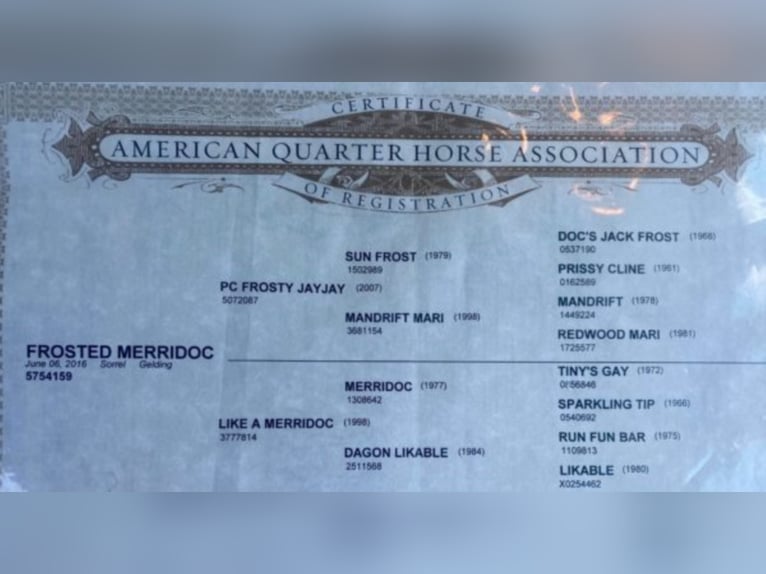 CERTIFICATE
AMERICAN QUARTER HORSE ASSOCIATION
OF REGISTRATION
DOC'S JACK FROST (1966)
0537190
SUN FROST (1979)
1502989
PRISSY CLINE (1961)
0162589
PC FROSTY JAYJAY (2007)
5072087
MANDRIFT (1978)
1449224
MANDRIFT MARI (1998)
3681154
REDWOOD MARI (1981)
1725577
FROSTED MERRIDOC
June 06, 2016 Sorrel Gelding
5754159
TINY'S GAY (1972)
0856846
MERRIDOC (1977)
1308642
SPARKLING TIP (1966)
0540692
LIKE A MERRIDOC (1998)
3777814
RUN FUN BAR (1975)
1109813
DAGON LIKABLE (1984)
2511568
LIKABLE (1980)
X0254462